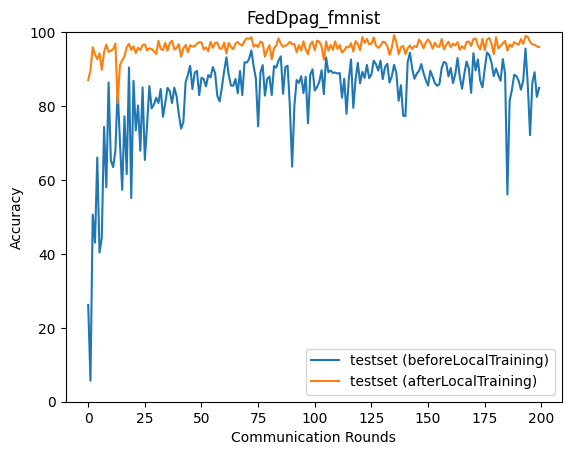 FedDpag_fmnist
Accuracy
100
80
60
40
20
0
testset (beforeLocalTraining)
testset (afterLocalTraining)
0 25 50 75 100 125 150 175 200
Communication Rounds